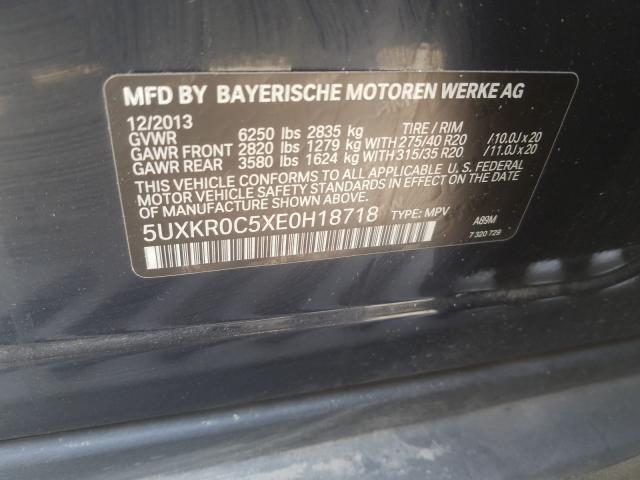 MFD BY BAYERISCHE MOTOREN WERKE AG
12/2013 TIRE / RIM
GVWR 6250 lbs 2835 kg
GAWR FRONT 2820 lbs 1279 kg WITH 275/40 R20 /10.0J x 20
GAWR REAR 3580 lbs 1624 kg WITH 315/35 R20 /11.0J x 20
THIS VEHICLE CONFORMS TO ALL APPLICABLE U. S. FEDERAL
MOTOR VEHICLE SAFETY STANDARDS IN EFFECT ON THE
DATE OF MANUFACTURE SHOWN ABOVE.
5UXKR0C5XE0H18718 TYPE: MPV A89M
7 320 729